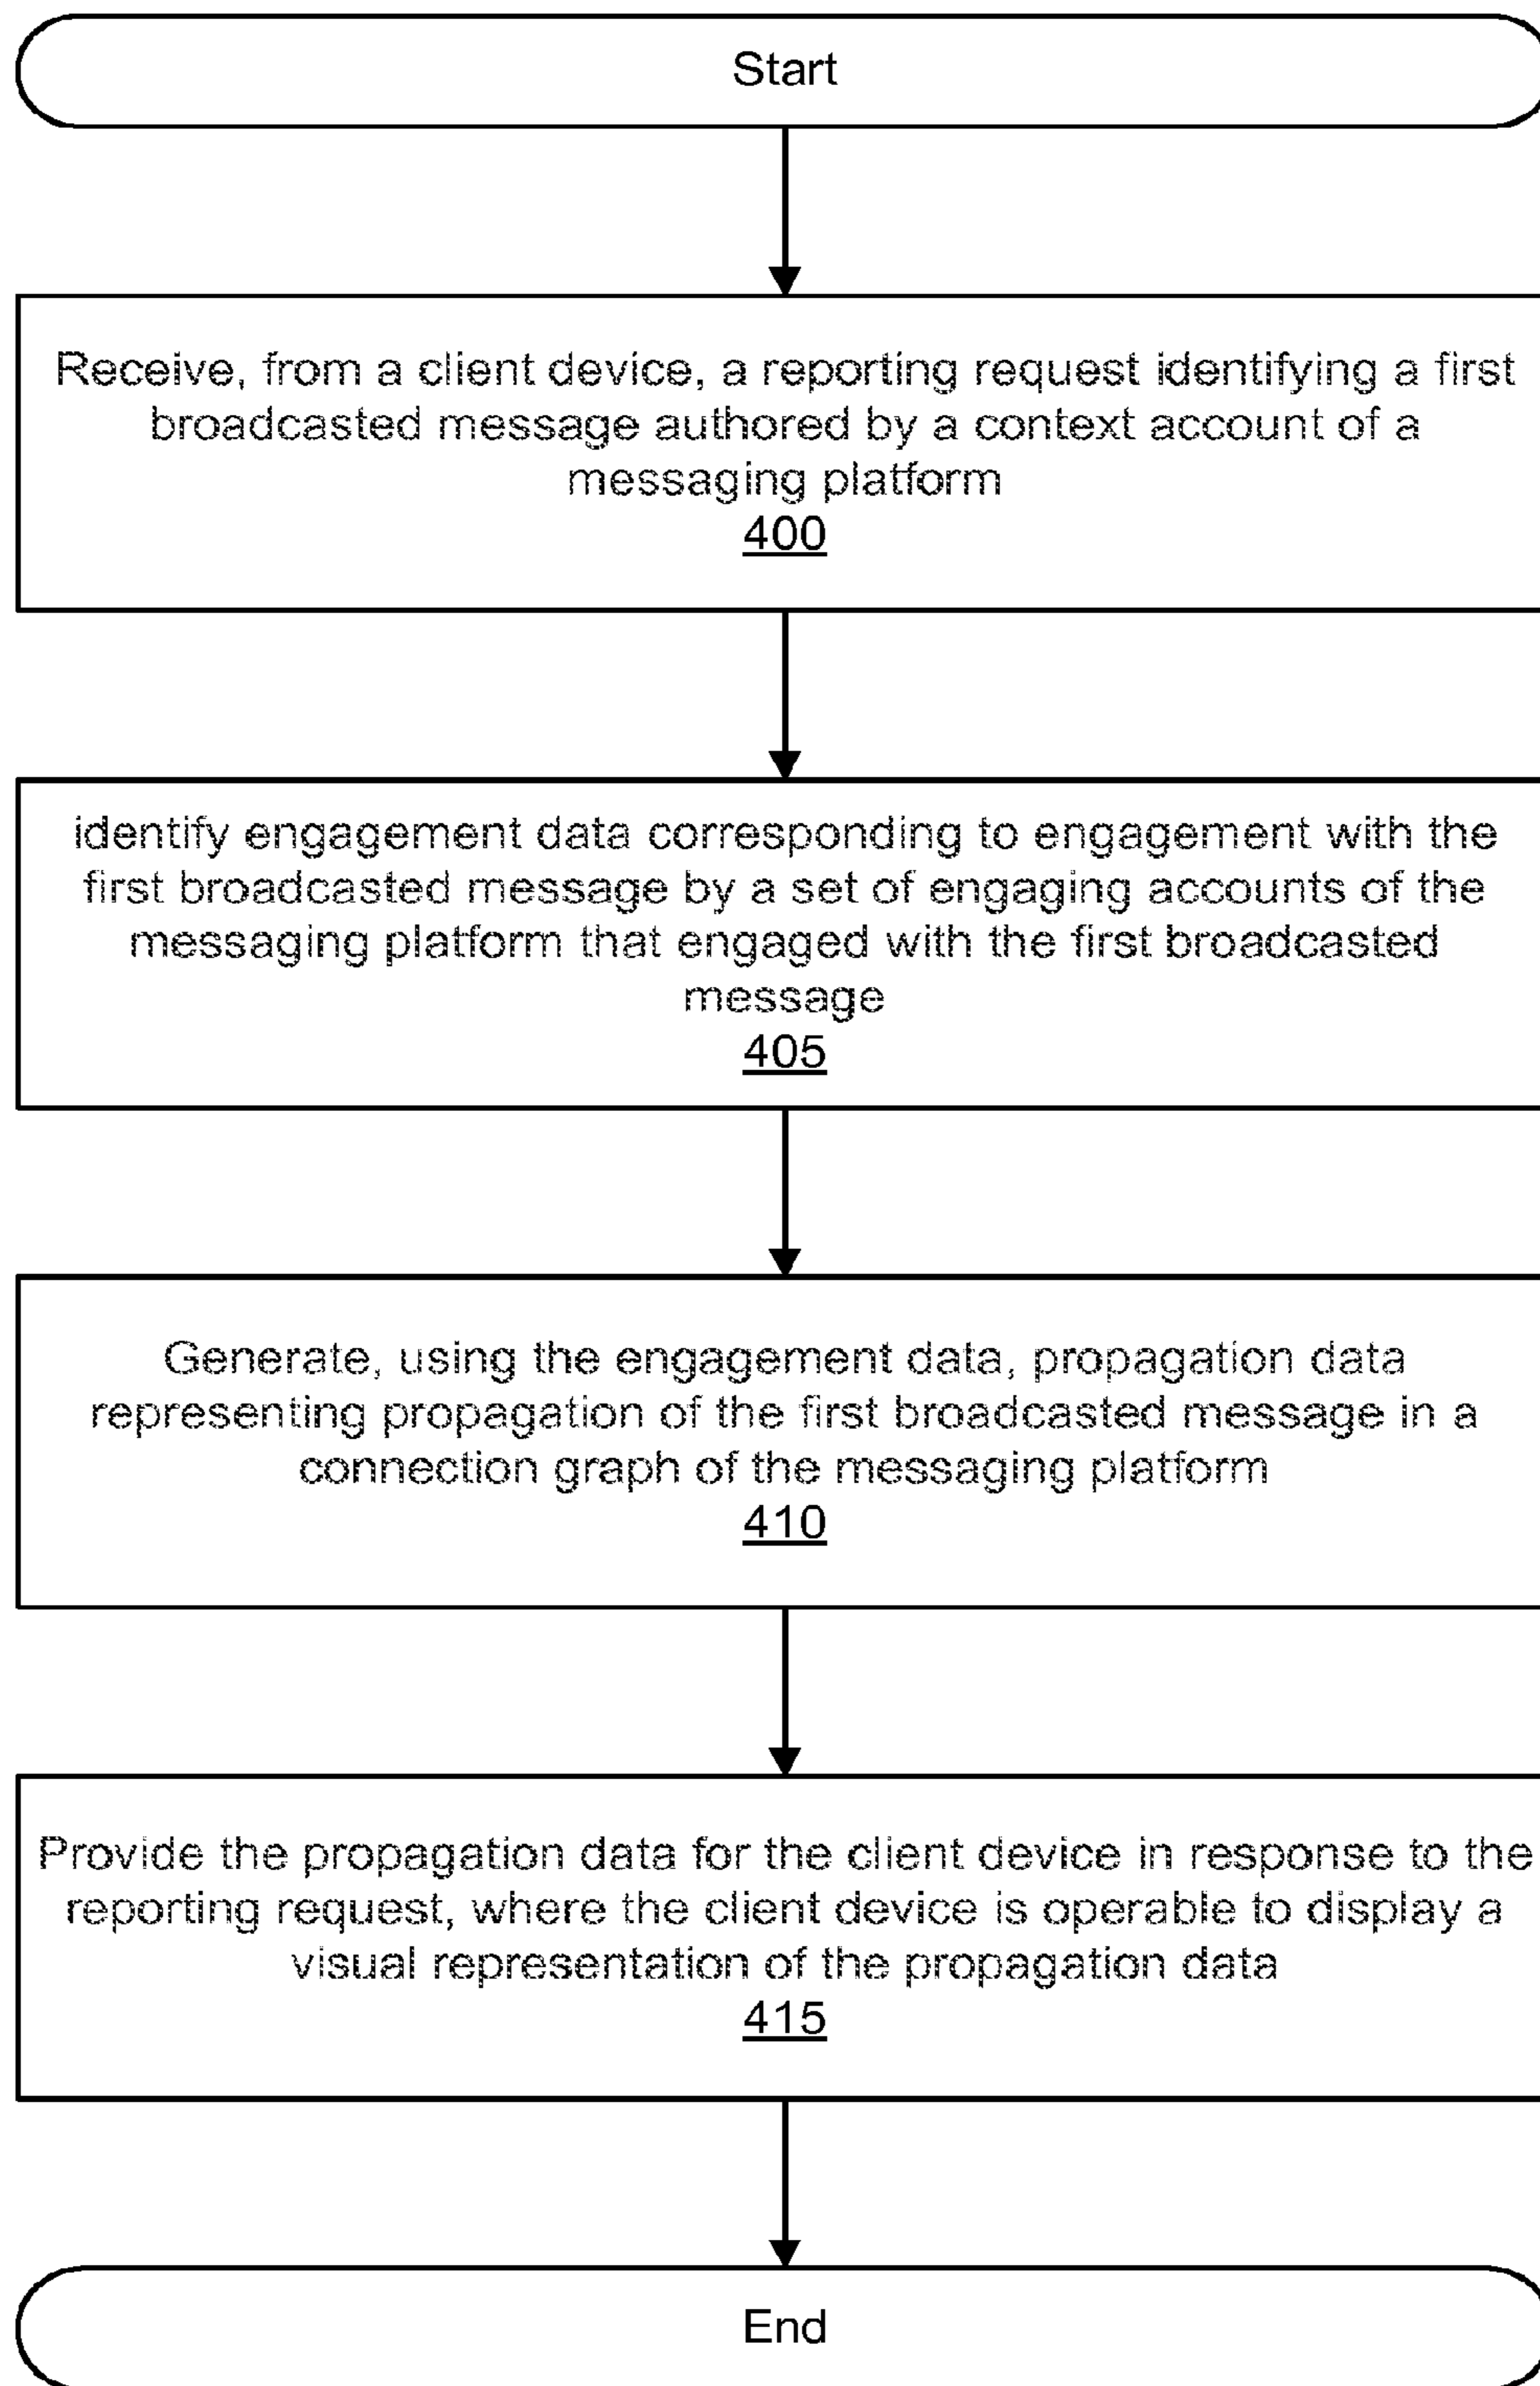 Start
Receive, from a client device, a reporting request identifying a first
broadcasted message authored by a context account of a
messaging platform
400
identify engagement data corresponding to engagement with the
first broadcasted message by a set of engaging accounts of the
messaging platform that engaged with the first broadcasted
message
405
Generate, using the engagement data, propagation data
representing propagation of the first broadcasted message in a
connection graph of the messaging platform
410
Provide the propagation data for the client device in response to the
reporting request, where the client device is operable to display a
visual representation of the propagation data
415
End